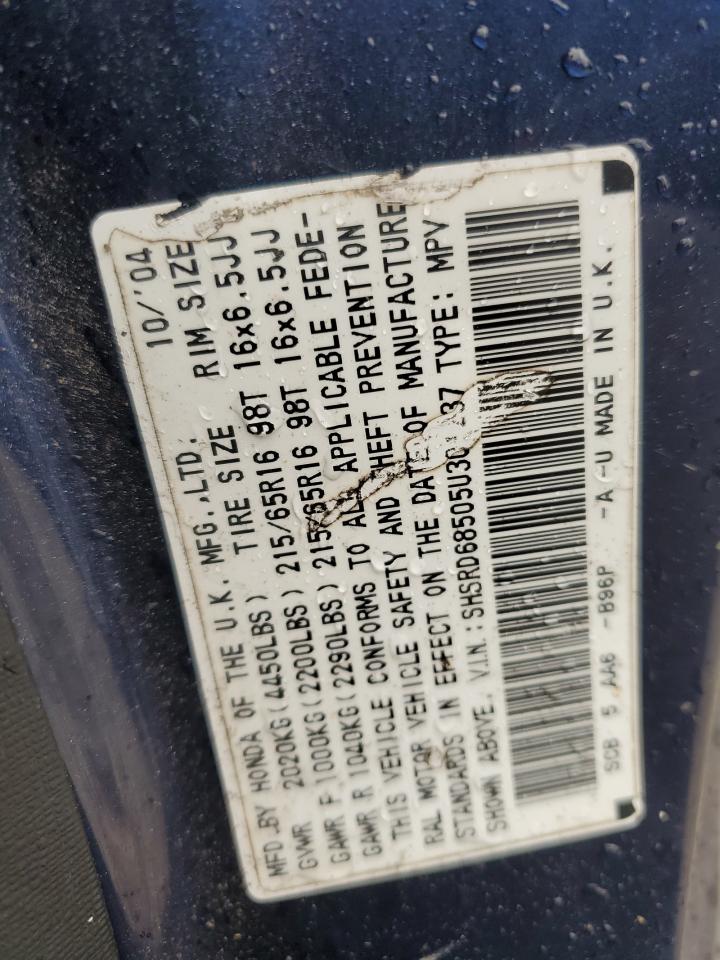 MFD.BY HONDA OF THE U.K. MFG.,LTD. 10/'04
GVWR 2020KG(4450LBS) TIRE SIZE RIM SIZE
GAWR F 1000KG(2200LBS) 215/65R16 98T 16x6.5JJ
GAWR R 1040KG(2290LBS) 215/65R16 98T 16x6.5JJ
THIS VEHICLE CONFORMS TO ALL APPLICABLE FEDE-
RAL MOTOR VEHICLE SAFETY AND THEFT PREVENTION
STANDARDS IN EFFECT ON THE DATE OF MANUFACTURE
SHOWN ABOVE. V.I.N.: TYPE: MPV
SCB 5 AA6 -B96P -A-U MADE IN U.K.